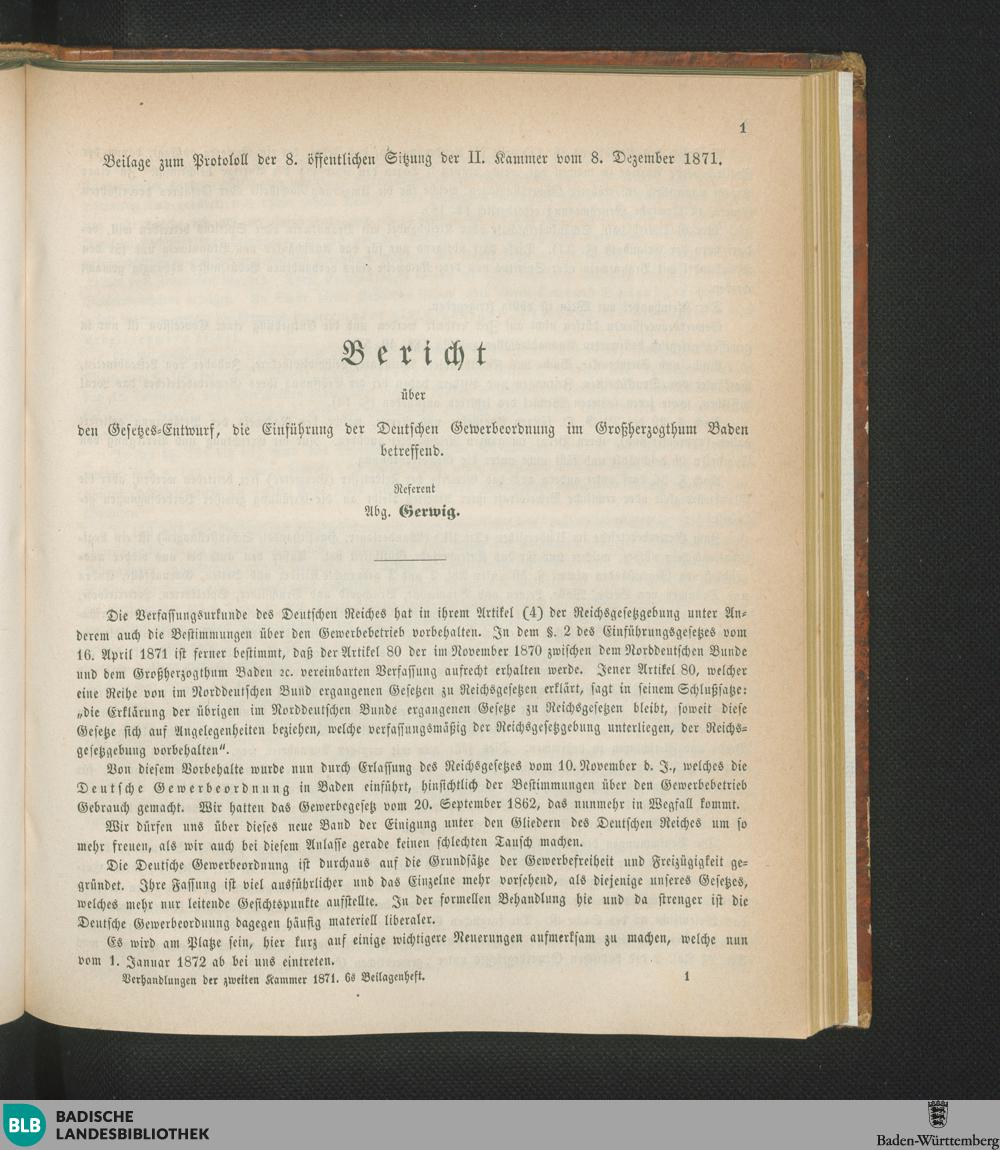 1
Beilage zum Protokoll der 8. öffentlichen Sitzung der II. Kammer vom 8. Dezember 1871.
Bericht
über
den Gesetzes-Entwurf, die Einführung der Deutschen Gewerbeordnung im Großherzogthum Baden
betreffend.
Referent
Abg. Gerwig.
Die Verfassungsurkunde des Deutschen Reiches hat in ihrem Artikel (4) der Reichsgesetzgebung unter An-
derem auch die Bestimmungen über den Gewerbebetrieb vorbehalten. In dem §. 2 des Einführungsgesetzes vom
16. April 1871 ist ferner bestimmt, daß der Artikel 80 der im November 1870 zwischen dem Norddeutschen Bunde
und dem Großherzogthum Baden ꝛc. vereinbarten Verfassung aufrecht erhalten werde. Jener Artikel 80, welcher
eine Reihe von im Norddeutschen Bund ergangenen Gesetzen zu Reichsgesetzen erklärt, sagt in seinem Schlußsatze:
„die Erklärung der übrigen im Norddeutschen Bunde ergangenen Gesetze zu Reichsgesetzen bleibt, soweit diese
Gesetze sich auf Angelegenheiten beziehen, welche verfassungsmäßig der Reichsgesetzgebung unterliegen, der Reichs-
gesetzgebung vorbehalten“.
Von diesem Vorbehalte wurde nun durch Erlassung des Reichsgesetzes vom 10. November d. J., welches die
Deutsche Gewerbeordnung in Baden einführt, hinsichtlich der Bestimmungen über den Gewerbebetrieb
Gebrauch gemacht. Wir hatten das Gewerbegesetz vom 20. September 1862, das nunmehr in Wegfall kommt.
Wir dürfen uns über dieses neue Band der Einigung unter den Gliedern des Deutschen Reiches um so
mehr freuen, als wir auch bei diesem Anlasse gerade keinen schlechten Tausch machen.
Die Deutsche Gewerbeordnung ist durchaus auf die Grundsätze der Gewerbefreiheit und Freizügigkeit ge-
gründet. Ihre Fassung ist viel ausführlicher und das Einzelne mehr vorsehend, als diejenige unseres Gesetzes,
welches mehr nur leitende Gesichtspunkte aufstellte. In der formellen Behandlung hie und da strenger ist die
Deutsche Gewerbeordnung dagegen häufig materiell liberaler.
Es wird am Platze sein, hier kurz auf einige wichtigere Neuerungen aufmerksam zu machen, welche nun
vom 1. Januar 1872 ab bei uns eintreten.
Verhandlungen der zweiten Kammer 1871. 6s Beilagenheft. 1
BLB BADISCHE
LANDESBIBLIOTHEK
Baden-Württemberg